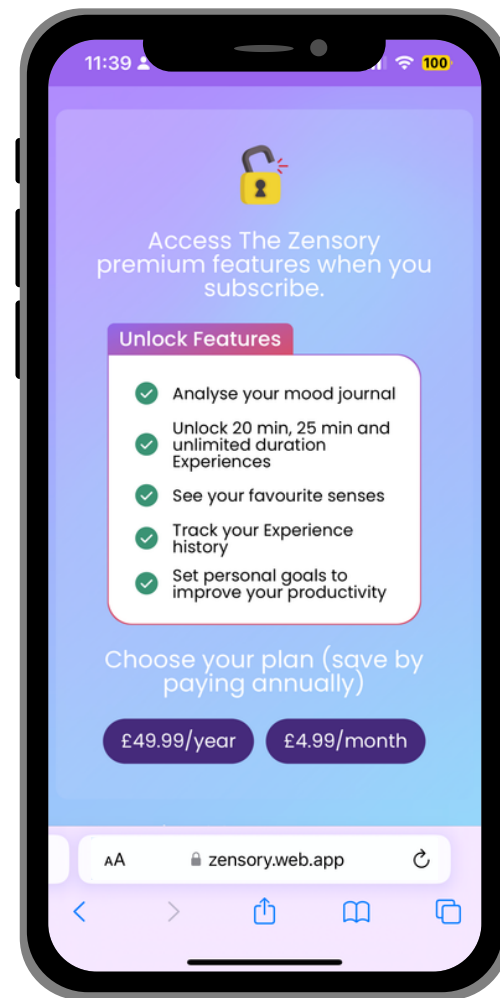 11:39
100
Access The Zensory
premium features when you
subscribe.
Unlock Features
Analyse your mood journal
Unlock 20 min, 25 min and
unlimited duration
Experiences
See your favourite senses
Track your Experience
history
Set personal goals to
improve your productivity
Choose your plan (save by
paying annually)
£49.99/year £4.99/month
AA zensory.web.app